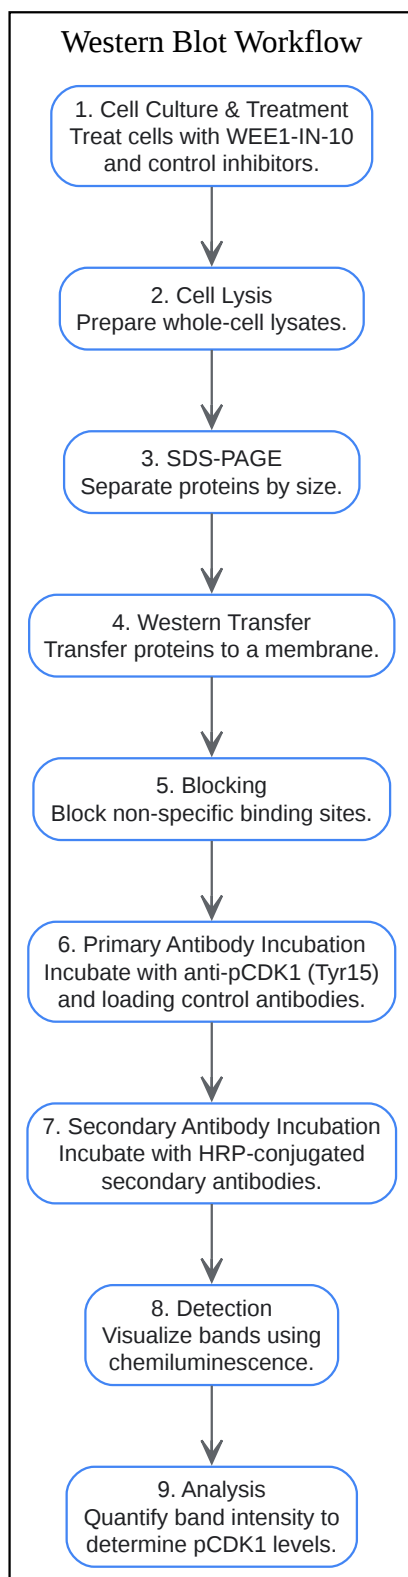 Western Blot Workflow
1. Cell Culture & Treatment
Treat cells with WEE1-IN-10
and control inhibitors.
2. Cell Lysis
Prepare whole-cell lysates.
3. SDS-PAGE
Separate proteins by size.
4. Western Transfer
Transfer proteins to a membrane.
5. Blocking
Block non-specific binding sites.
6. Primary Antibody Incubation
Incubate with anti-pCDK1 (Tyr15)
and loading control antibodies.
7. Secondary Antibody Incubation
Incubate with HRP-conjugated
secondary antibodies.
8. Detection
Visualize bands using
chemiluminescence.
9. Analysis
Quantify band intensity to
determine pCDK1 levels.